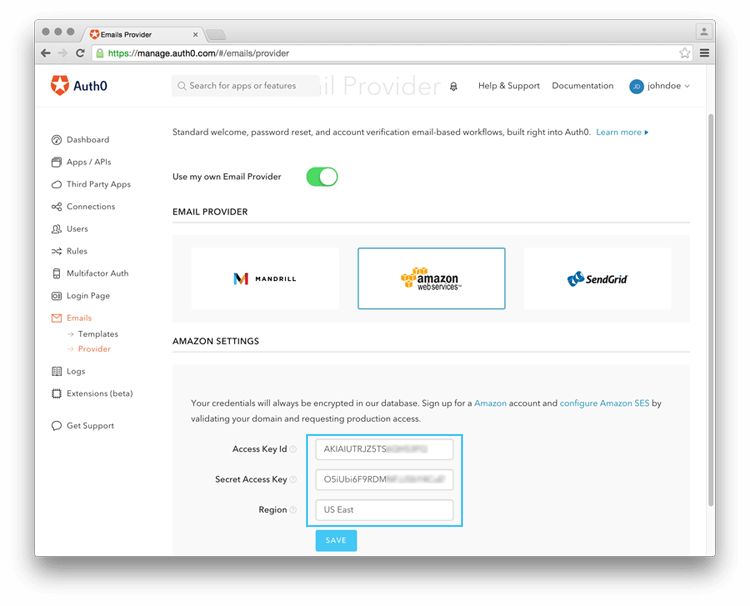 Emails Provider
https://manage.auth0.com/#/emails/provider
Auth0
Search for apps or features
il Provider
Help & Support
Documentation
JD
johndoe
Dashboard
Apps / APIs
Third Party Apps
Connections
Users
Rules
Multifactor Auth
Login Page
Emails
Templates
Provider
Logs
Extensions (beta)
Get Support
Standard welcome, password reset, and account verification email-based workflows, built right into Auth0. Learn more
Use my own Email Provider
EMAIL PROVIDER
MANDRILL
amazon
webservices™
SendGrid
AMAZON SETTINGS
Your credentials will always be encrypted in our database. Sign up for a Amazon account and configure Amazon SES by
validating your domain and requesting production access.
Access Key Id
AKIAIUTRJZ5TS
Secret Access Key
O5iUbi6F9RDM
Region
US East
SAVE